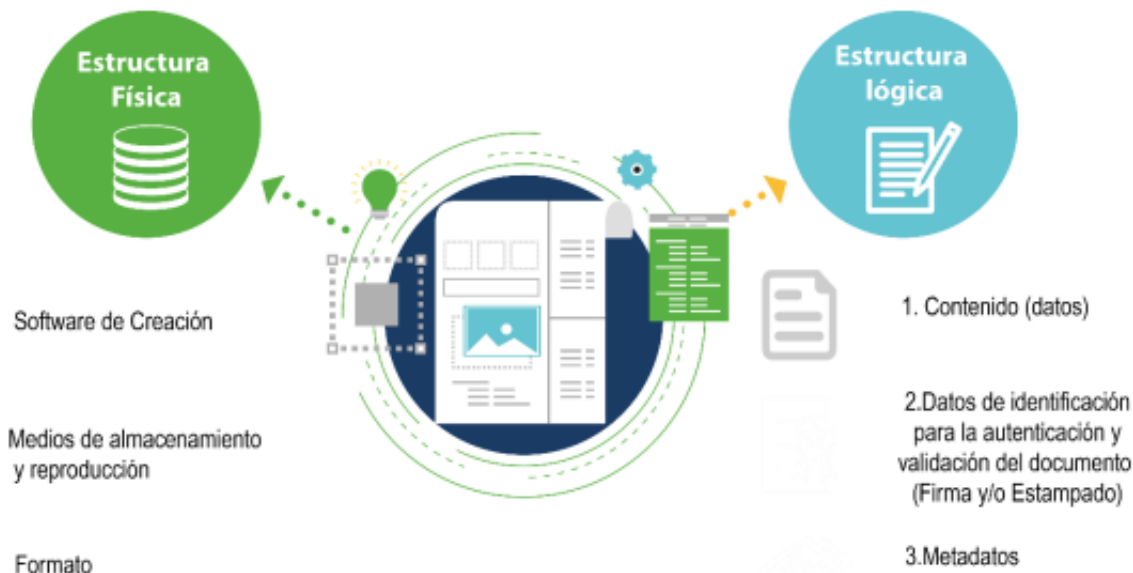 Estructura
Física
Software de Creación
Medios de almacenamiento
y reproducción
Formato
Estructura
lógica
1. Contenido (datos)
2.Datos de identificación
para la autenticación y
validación del documento
(Firma y/o Estampado)
3.Metadatos